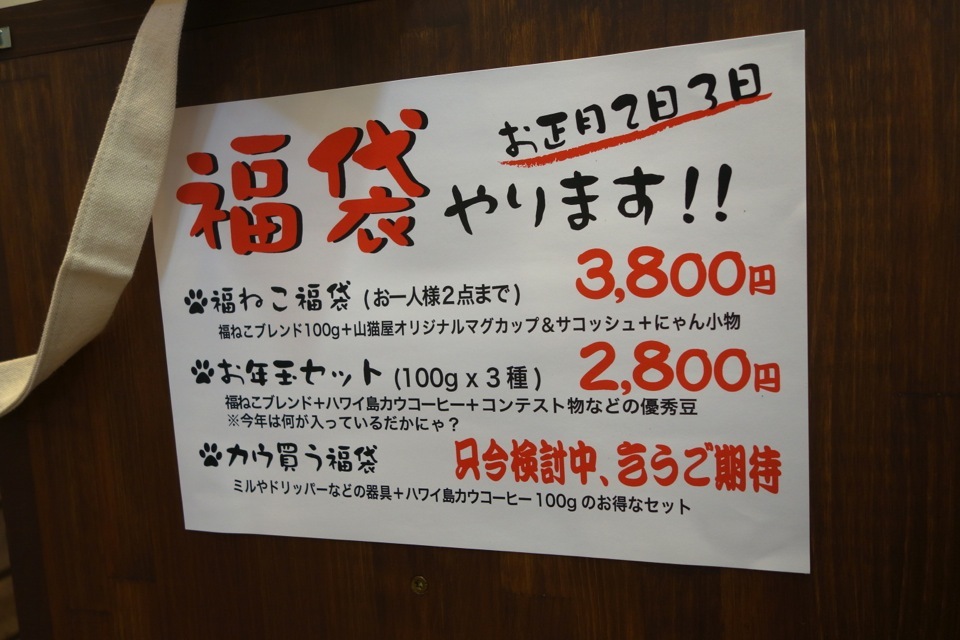 お正月2日3日
福袋やります!!
福ねこ福袋 (お一人様2点まで) 3,800円
福ねこブレンド100g+山猫屋オリジナルマグカップ&サコッシュ+にゃん小物
お年玉セット (100g x 3種) 2,800円
福ねこブレンド+ハワイ島カウコーヒー+コンテスト物などの優秀豆
※今年は何が入っているだかにゃ?
カウ買う福袋 只今検討中、乞うご期待
ミルやドリッパーなどの器具+ハワイ島カウコーヒー100gのお得なセット